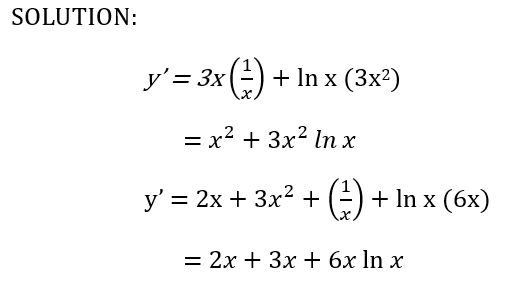 SOLUTION:
y’= 3x(1/x) + ln x (3x²)
= x² + 3x² ln x
y’ = 2x + 3x² + (1/x) + ln x (6x)
= 2x + 3x + 6x ln x